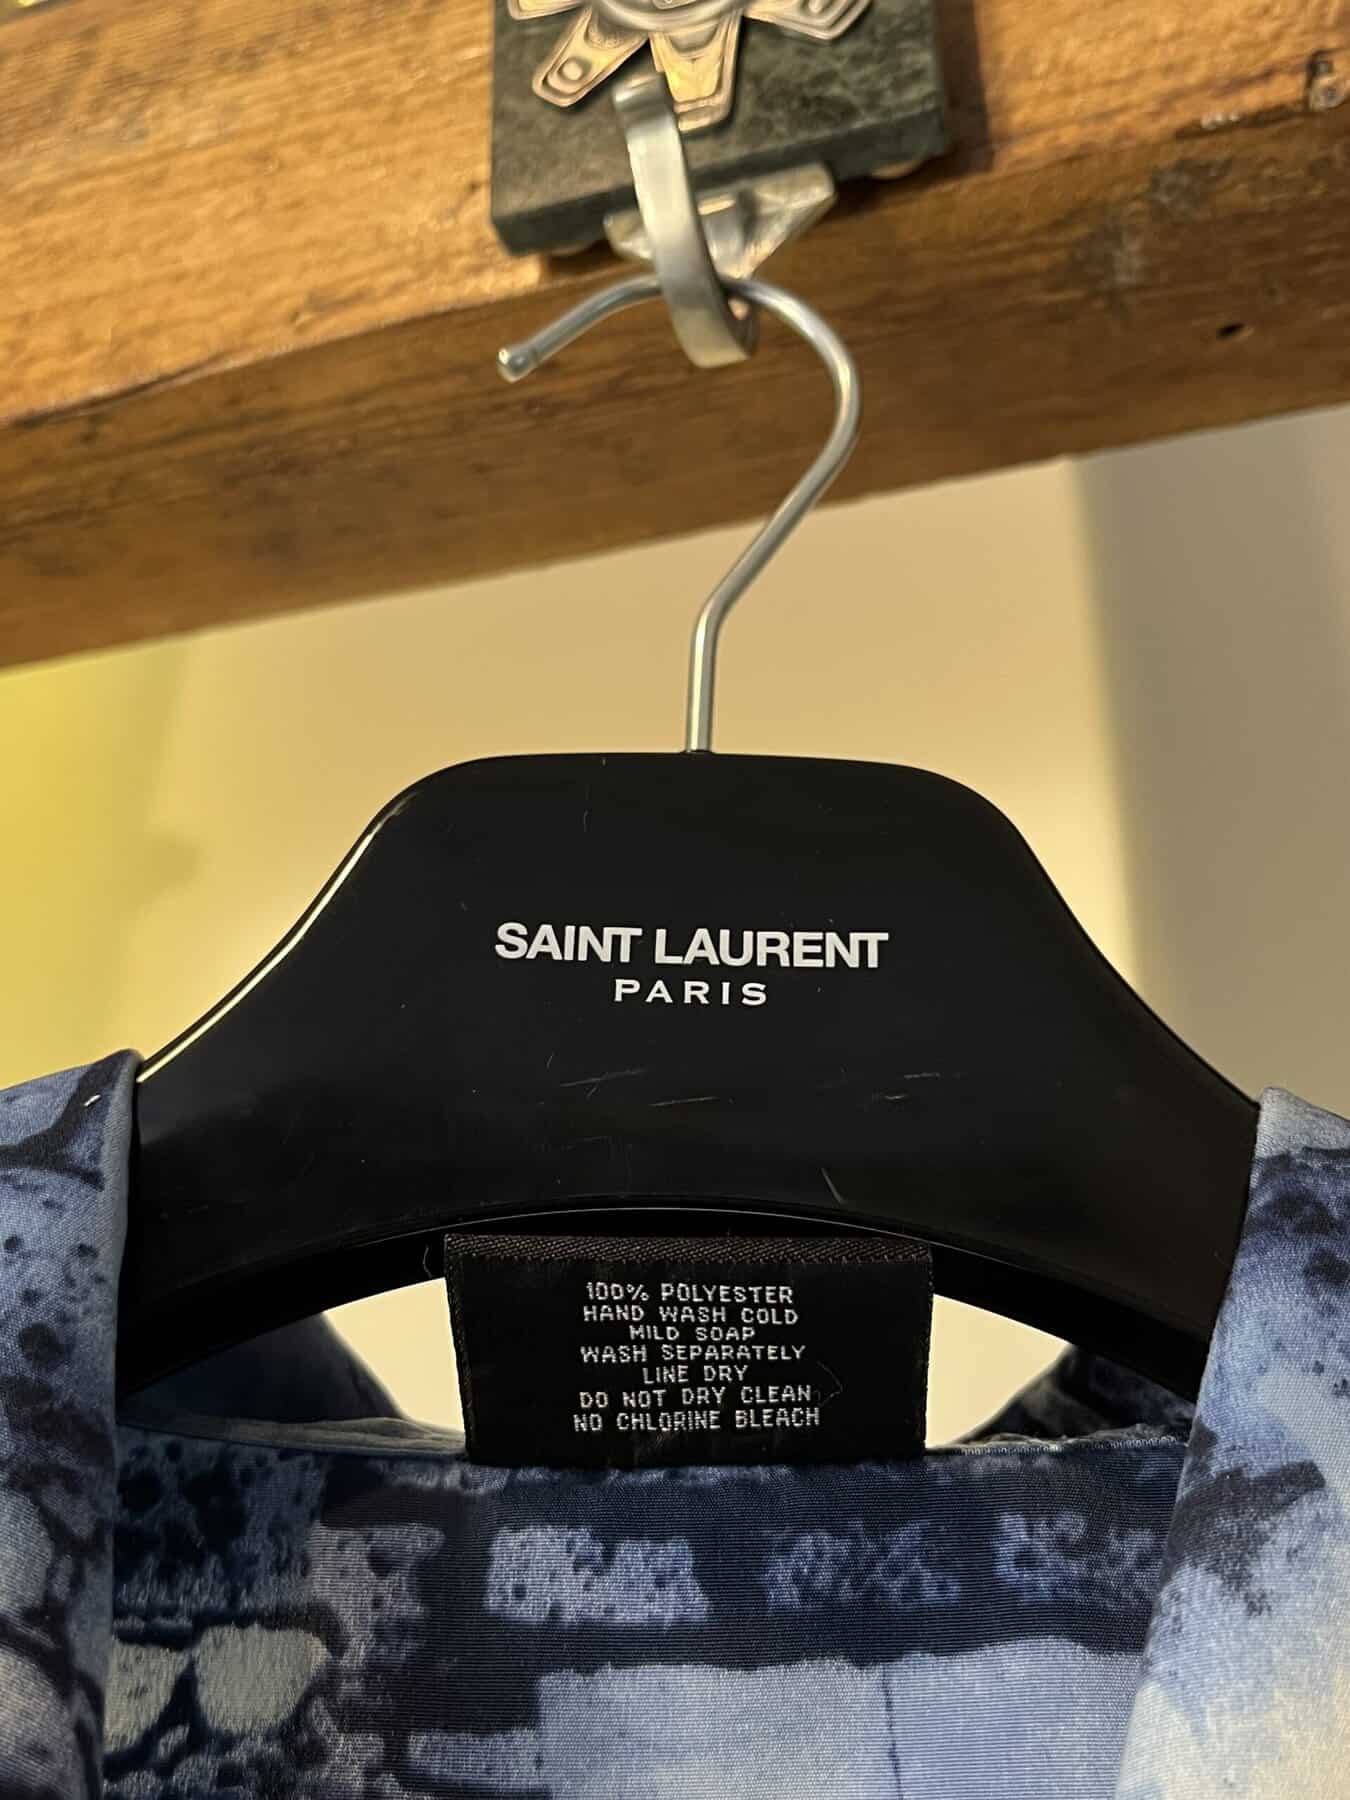 SAINT LAURENT
PARIS
100% POLYESTER
HAND WASH COLD
MILD SOAP
WASH SEPARATELY
LINE DRY
DO NOT DRY CLEAN
NO CHLORINE BLEACH